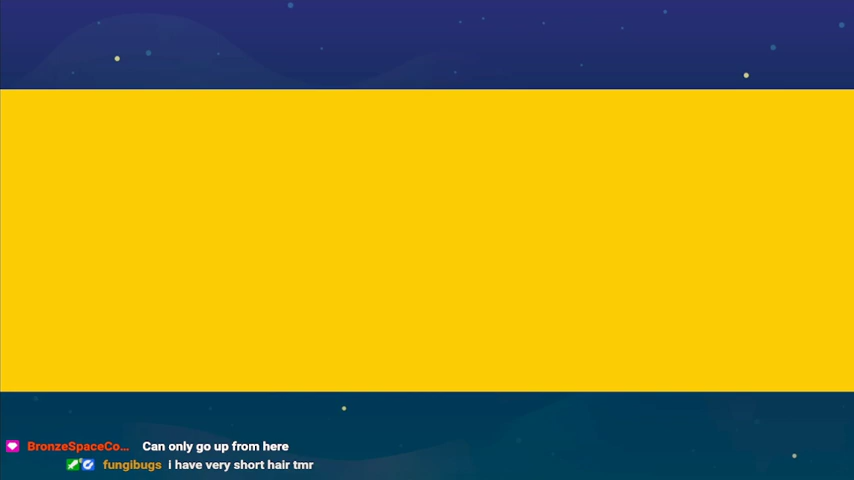 BronzeSpaceCo... Can only go up from here
fungibugs i have very short hair tmr